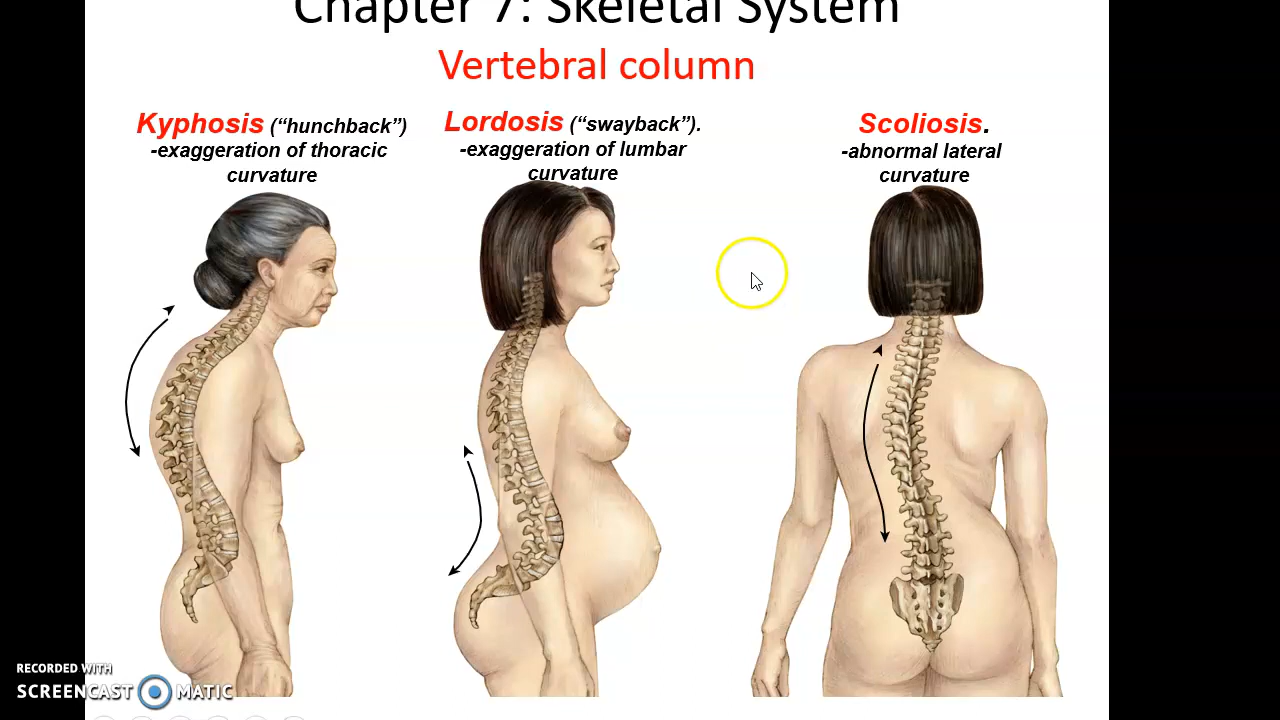 Chapter 7: Skeletal System
Vertebral column
Kyphosis (“hunchback”)
-exaggeration of thoracic
curvature
Lordosis (“swayback”).
-exaggeration of lumbar
curvature
Scoliosis.
-abnormal lateral
curvature
RECORDED WITH
SCREENCAST MATIC